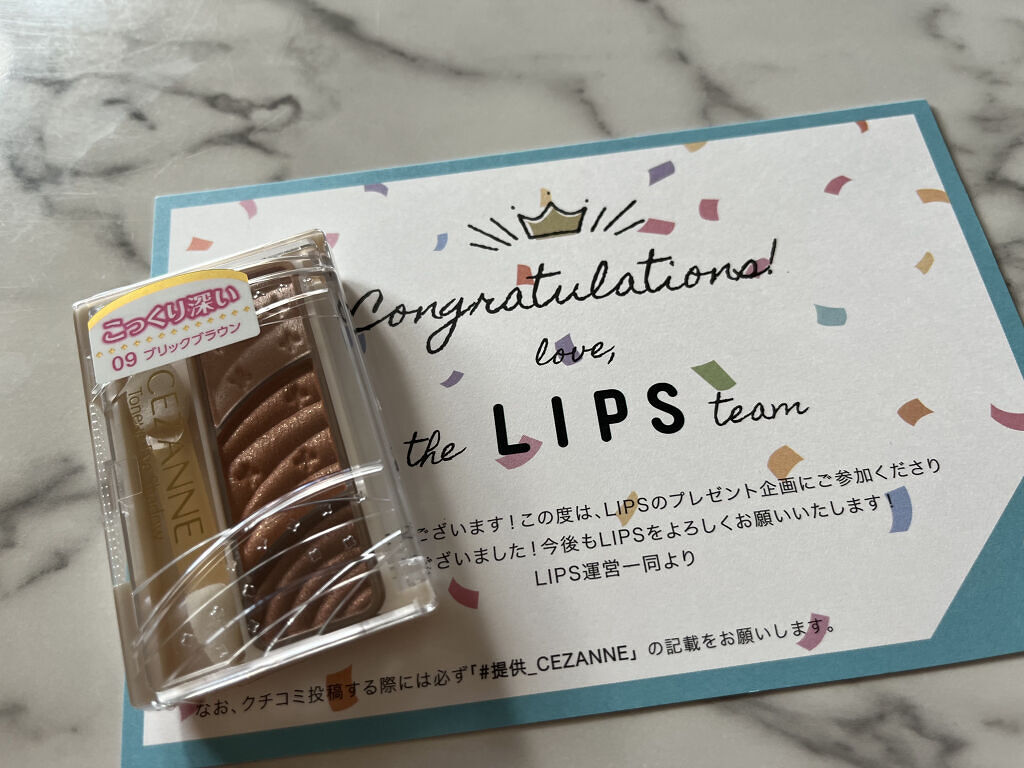 Congratulations!
love,
the LIPS team
ございます！この度は、LIPSのプレゼント企画にご参加くださり
ございました！今後もLIPSをよろしくお願いいたします！
LIPS運営一同より
なお、クチコミ投稿する際には必ず「#提供_CEZANNE」の記載をお願いします。
こっくり深い
09 ブリックブラウン
CEZANNE